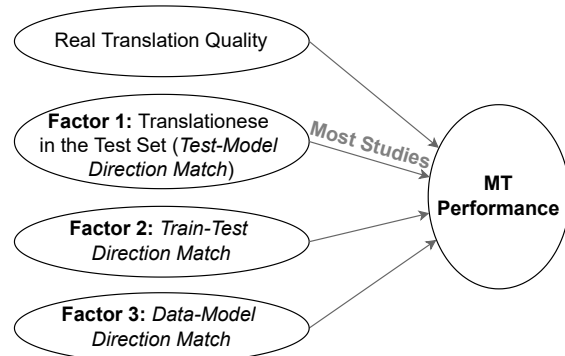 Real Translation Quality
Factor 1: Translationese
in the Test Set (Test-Model
Direction Match)
Most Studies
Factor 2: Train-Test
Direction Match
Factor 3: Data-Model
Direction Match
MT
Performance